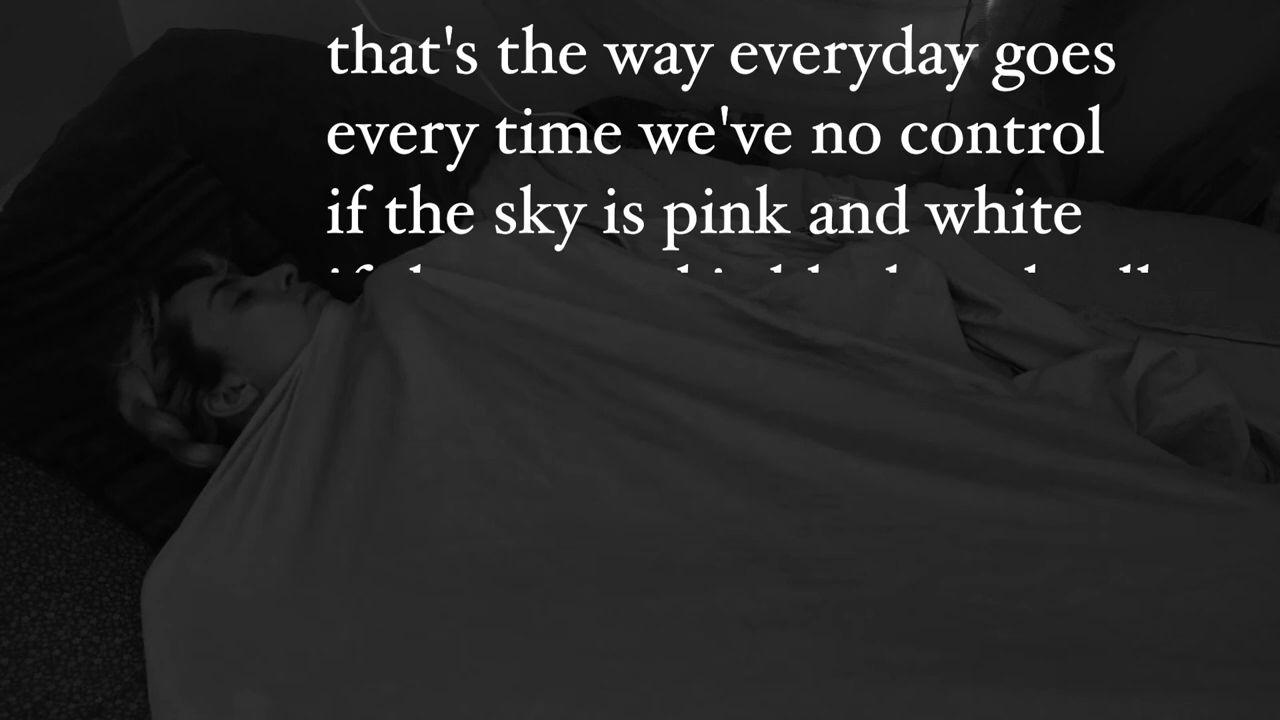 that's the way everyday goes
every time we've no control
if the sky is pink and white